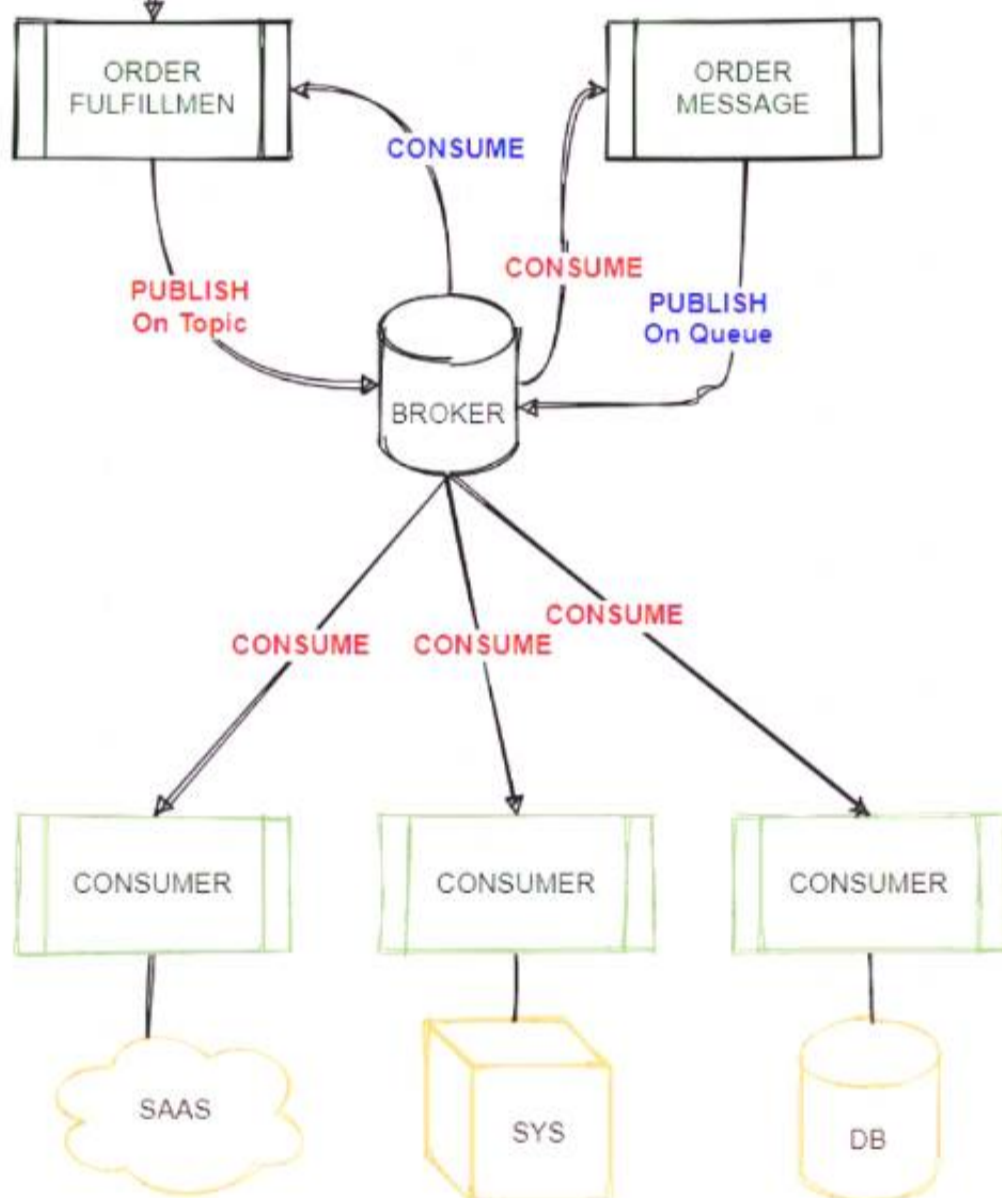 ORDER
FULFILLMEN
ORDER
MESSAGE
CONSUME
CONSUME
PUBLISH
On Topic
PUBLISH
On Queue
BROKER
CONSUME
CONSUME
CONSUME
CONSUMER
CONSUMER
CONSUMER
SAAS
SYS
DB